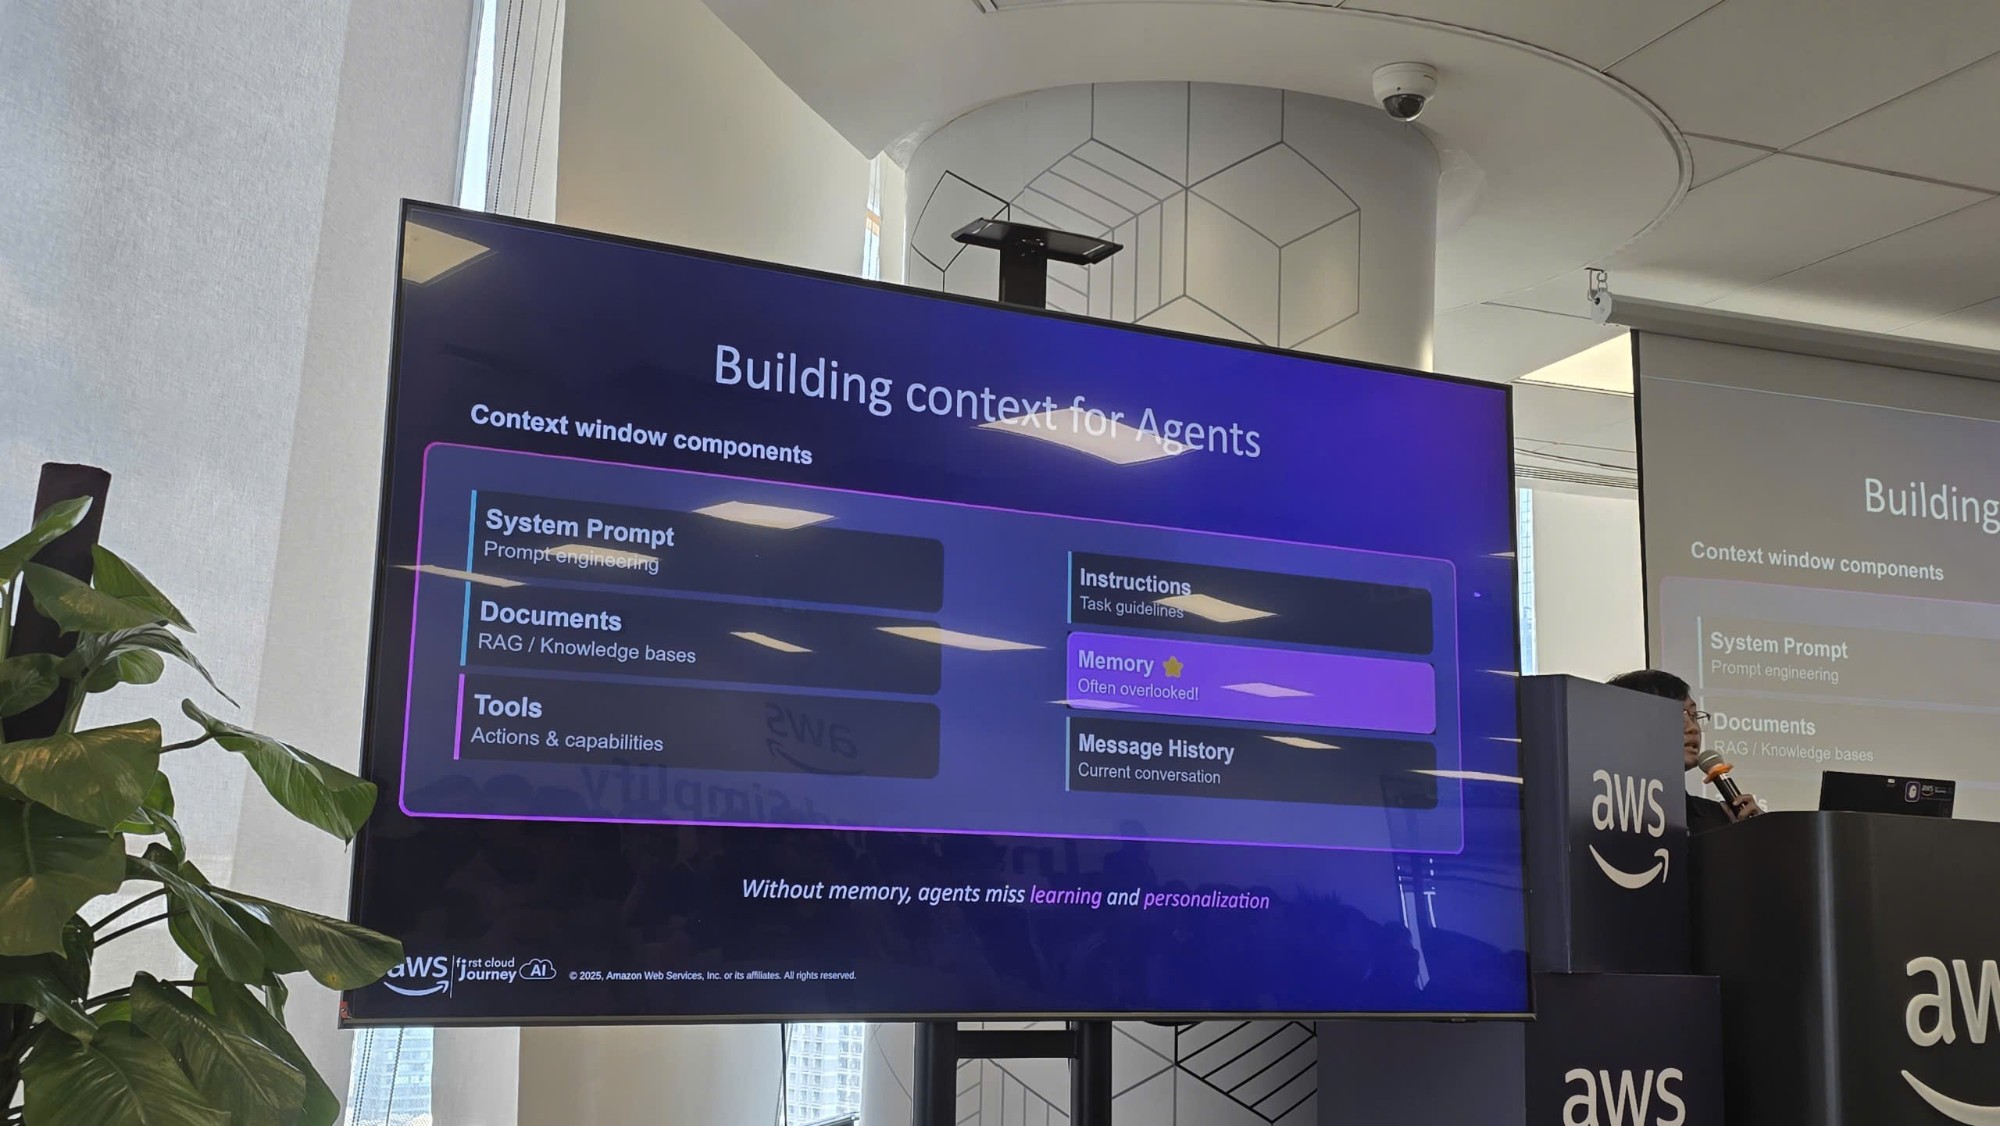 Building context for Agents
Context window components
System Prompt
Prompt engineering
Documents
RAG / Knowledge bases
Tools
Actions & capabilities
Instructions
Task guidelines
Memory
Often overlooked!
Message History
Current conversation
Without memory, agents miss learning and personalization
aws
first cloud
Journey AI
© 2025, Amazon Web Services, Inc. or its affiliates. All rights reserved.
aws
Simplify
Building
Context window components
System Prompt
Prompt engineering
Documents
RAG / Knowledge bases
aws
aws
aw